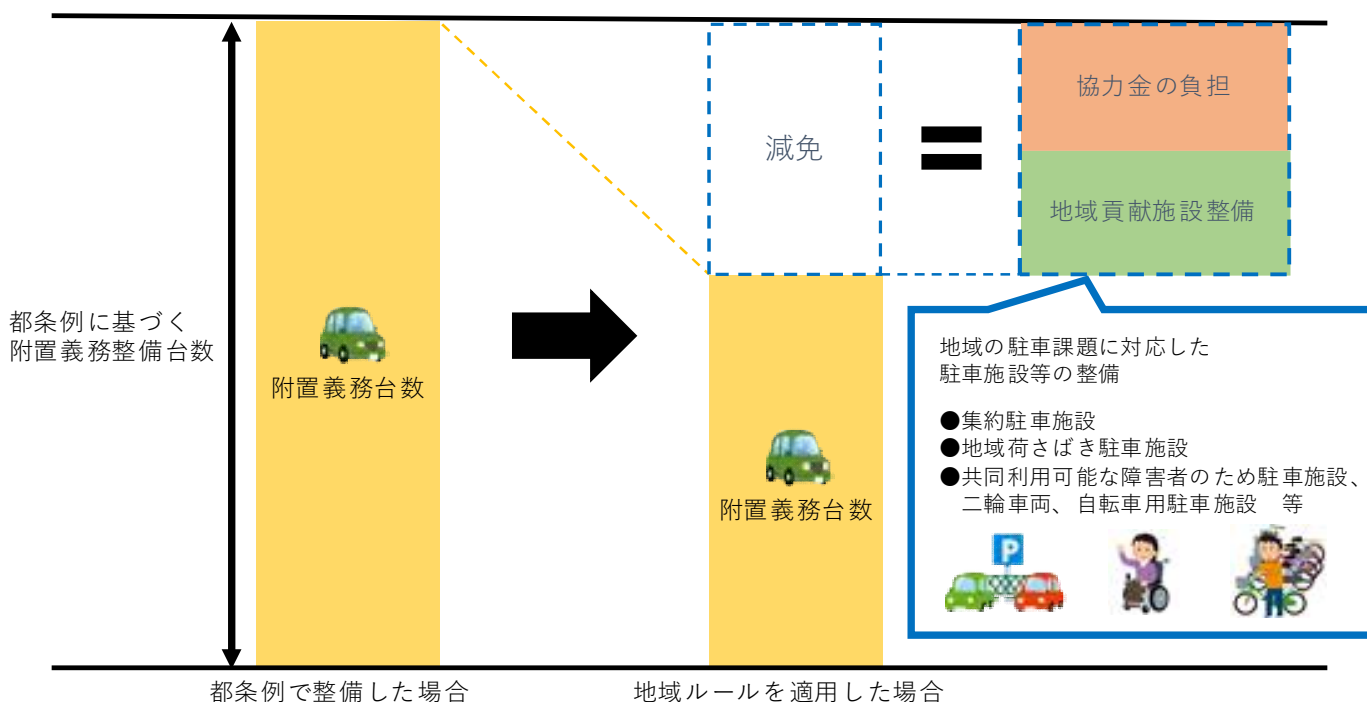 協力金の負担
減免
地域貢献施設整備
都条例に基づく
附置義務整備台数
附置義務台数
地域の駐車課題に対応した
駐車施設等の整備
●集約駐車施設
●地域荷さばき駐車施設
●共同利用可能な障害者のため駐車施設、
二輪車両、自転車用駐車施設　等
附置義務台数
P
都条例で整備した場合
地域ルールを適用した場合